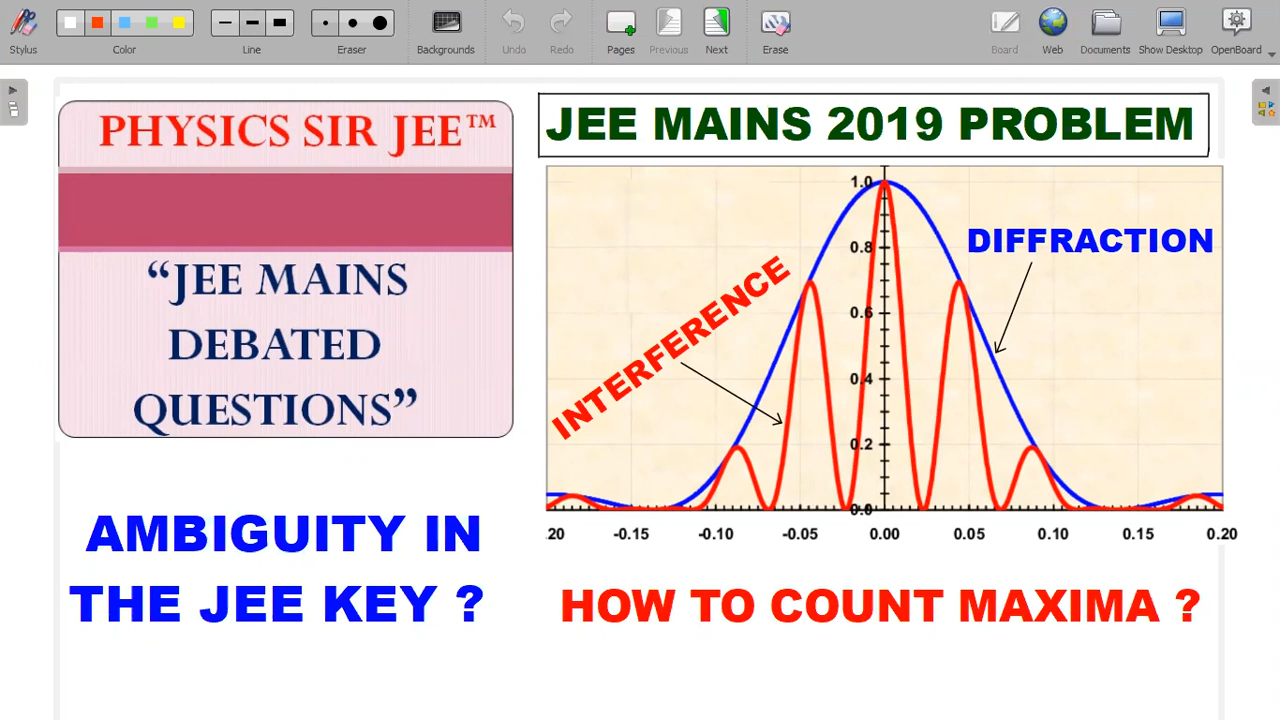 Stylus
Color
Line
Eraser
Backgrounds
Undo
Redo
Pages
Previous
Next
Erase
Board
Web
Documents
Show Desktop
OpenBoard
PHYSICS SIR JEE™
“JEE MAINS
DEBATED
QUESTIONS”
AMBIGUITY IN
THE JEE KEY ?
JEE MAINS 2019 PROBLEM
1.0
0.8
0.6
0.4
0.2
0.0
DIFFRACTION
INTERFERENCE
.20 -0.15 -0.10 -0.05 0.00 0.05 0.10 0.15 0.20
HOW TO COUNT MAXIMA ?